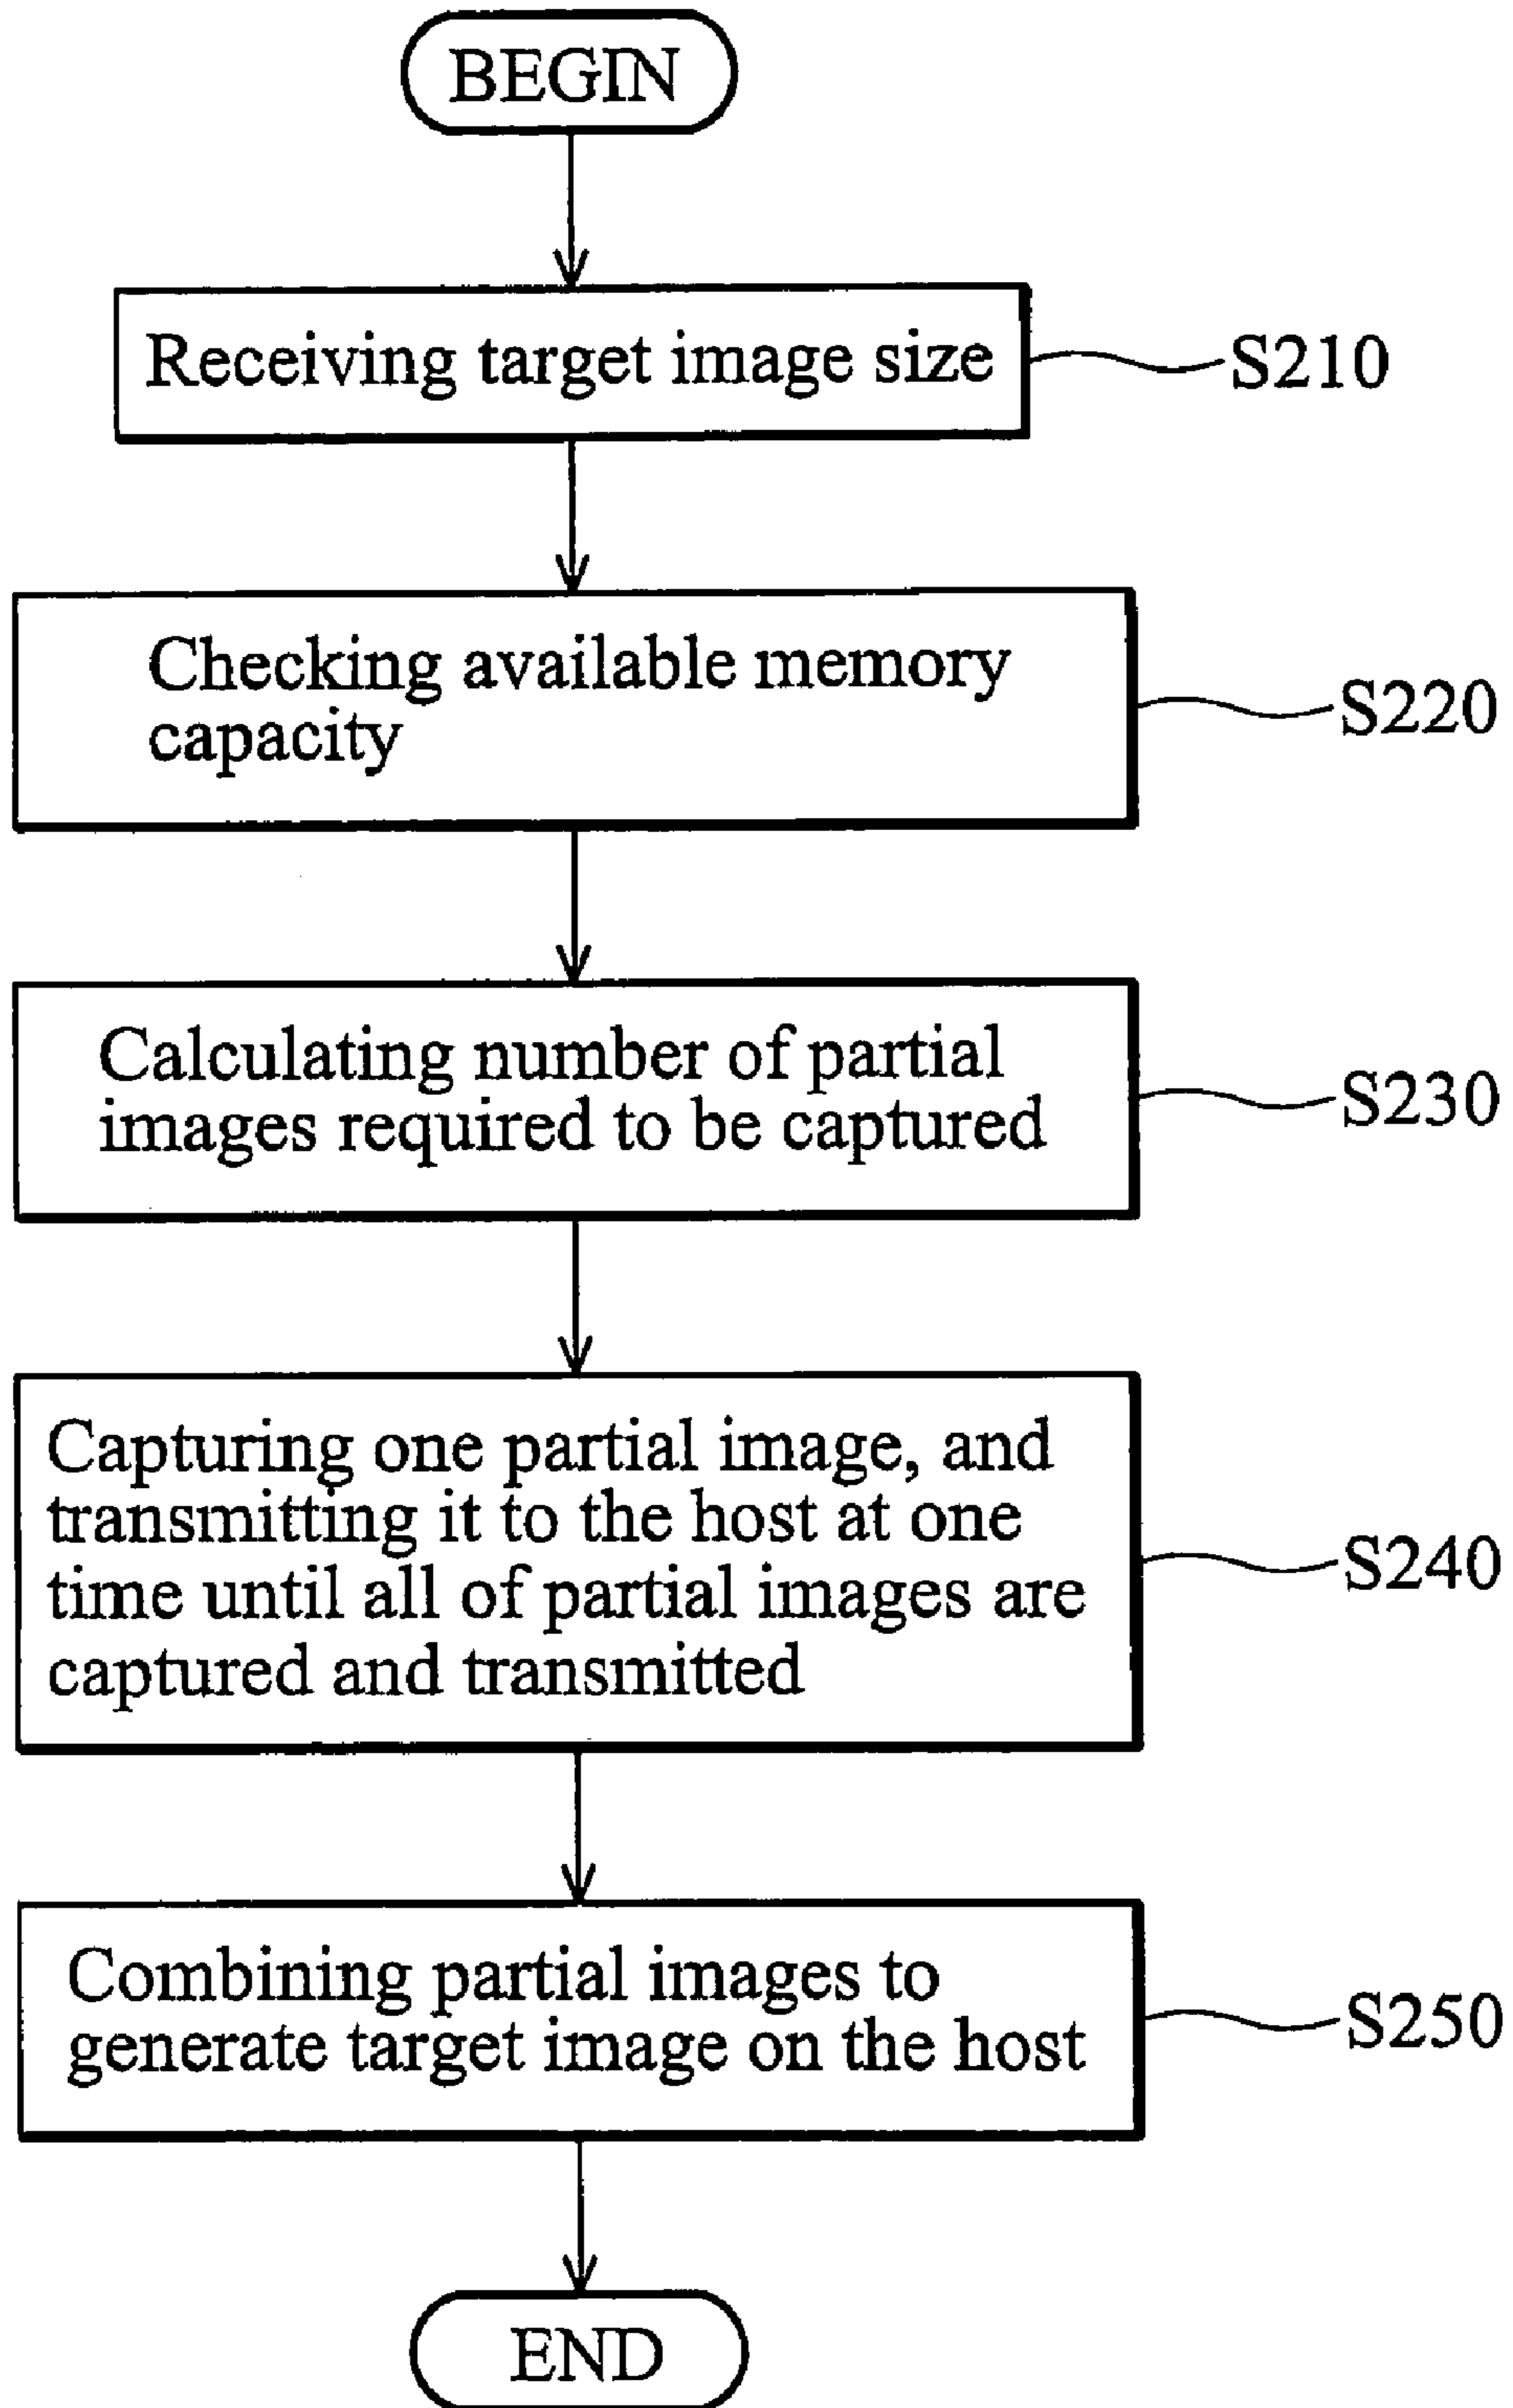 BEGIN
Receiving target image size
S210
Checking available memory
capacity
S220
Calculating number of partial
images required to be captured
S230
Capturing one partial image, and
transmitting it to the host at one
time until all of partial images are
captured and transmitted
S240
Combining partial images to
generate target image on the host
S250
END